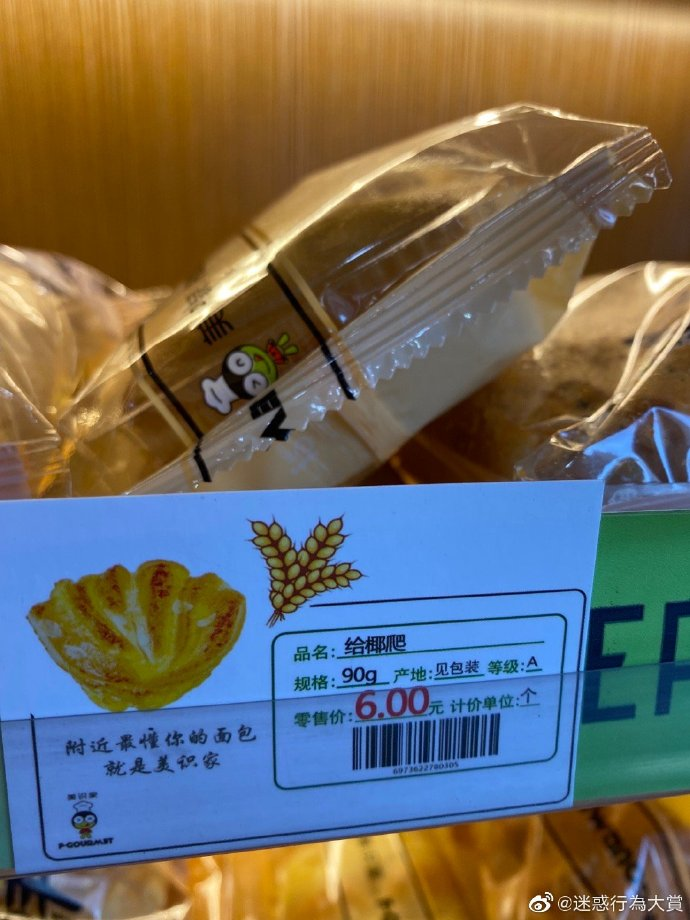 品名: 给椰爬
规格: 90g 产地: 见包装 等级: A
零售价: 6.00元 计价单位: 个
6973622780305
附近最懂你的面包
就是美识家
美识家
P-GOURMET
@迷惑行為大賞